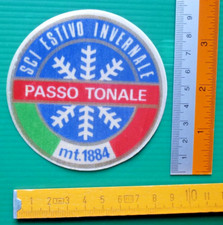 SCI ESTIVO INVERNALE
PASSO TONALE
mt.1884